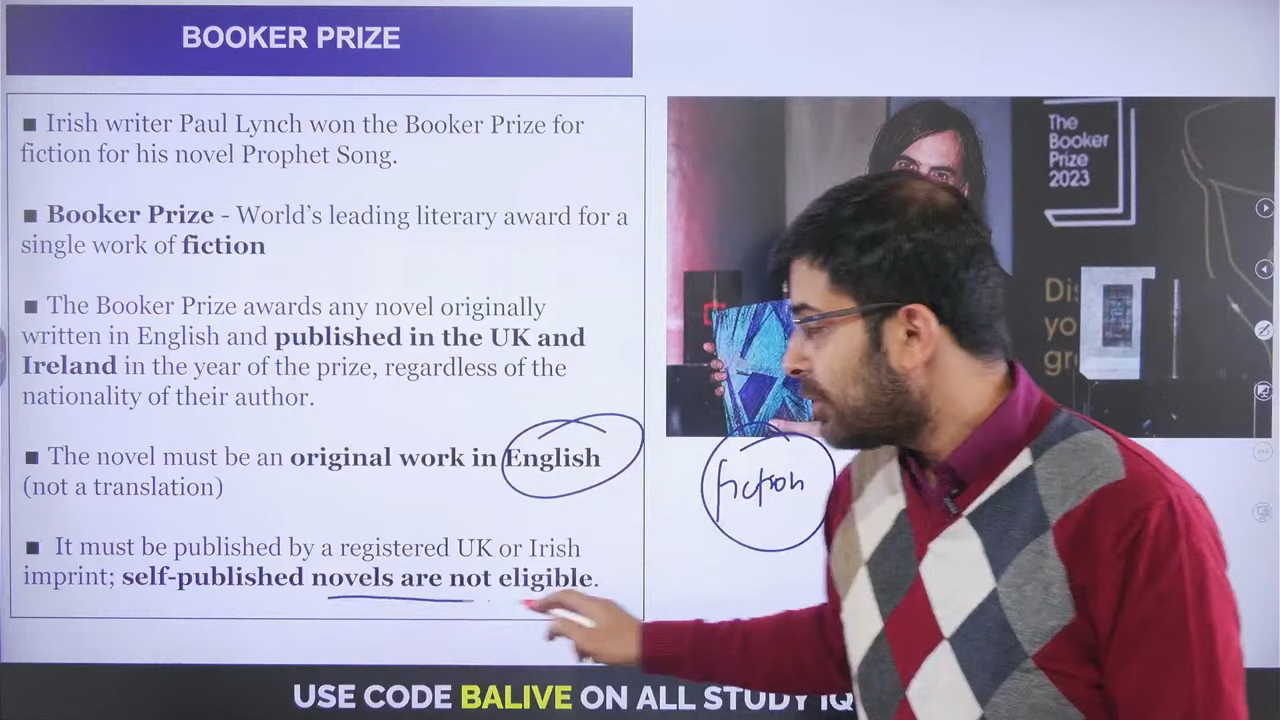 BOOKER PRIZE
■ Irish writer Paul Lynch won the Booker Prize for
fiction for his novel Prophet Song.
■ Booker Prize - World's leading literary award for a
single work of fiction
■ The Booker Prize awards any novel originally
written in English and published in the UK and
Ireland in the year of the prize, regardless of the
nationality of their author.
■ The novel must be an original work in English
(not a translation)
■ It must be published by a registered UK or Irish
imprint; self-published novels are not eligible.
The
Booker
Prize
2023
fiction
USE CODE BALIVE ON ALL STUDY IQ